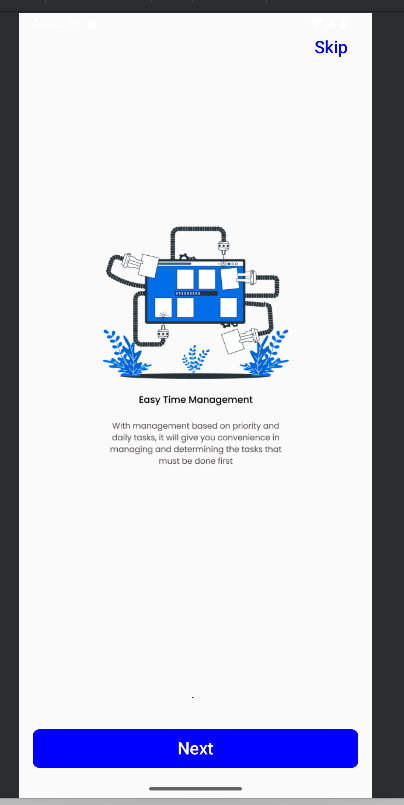 Skip
Easy Time Management
With management based on priority and
daily tasks, it will give you convenience in
managing and determining the tasks that
must be done first
Next